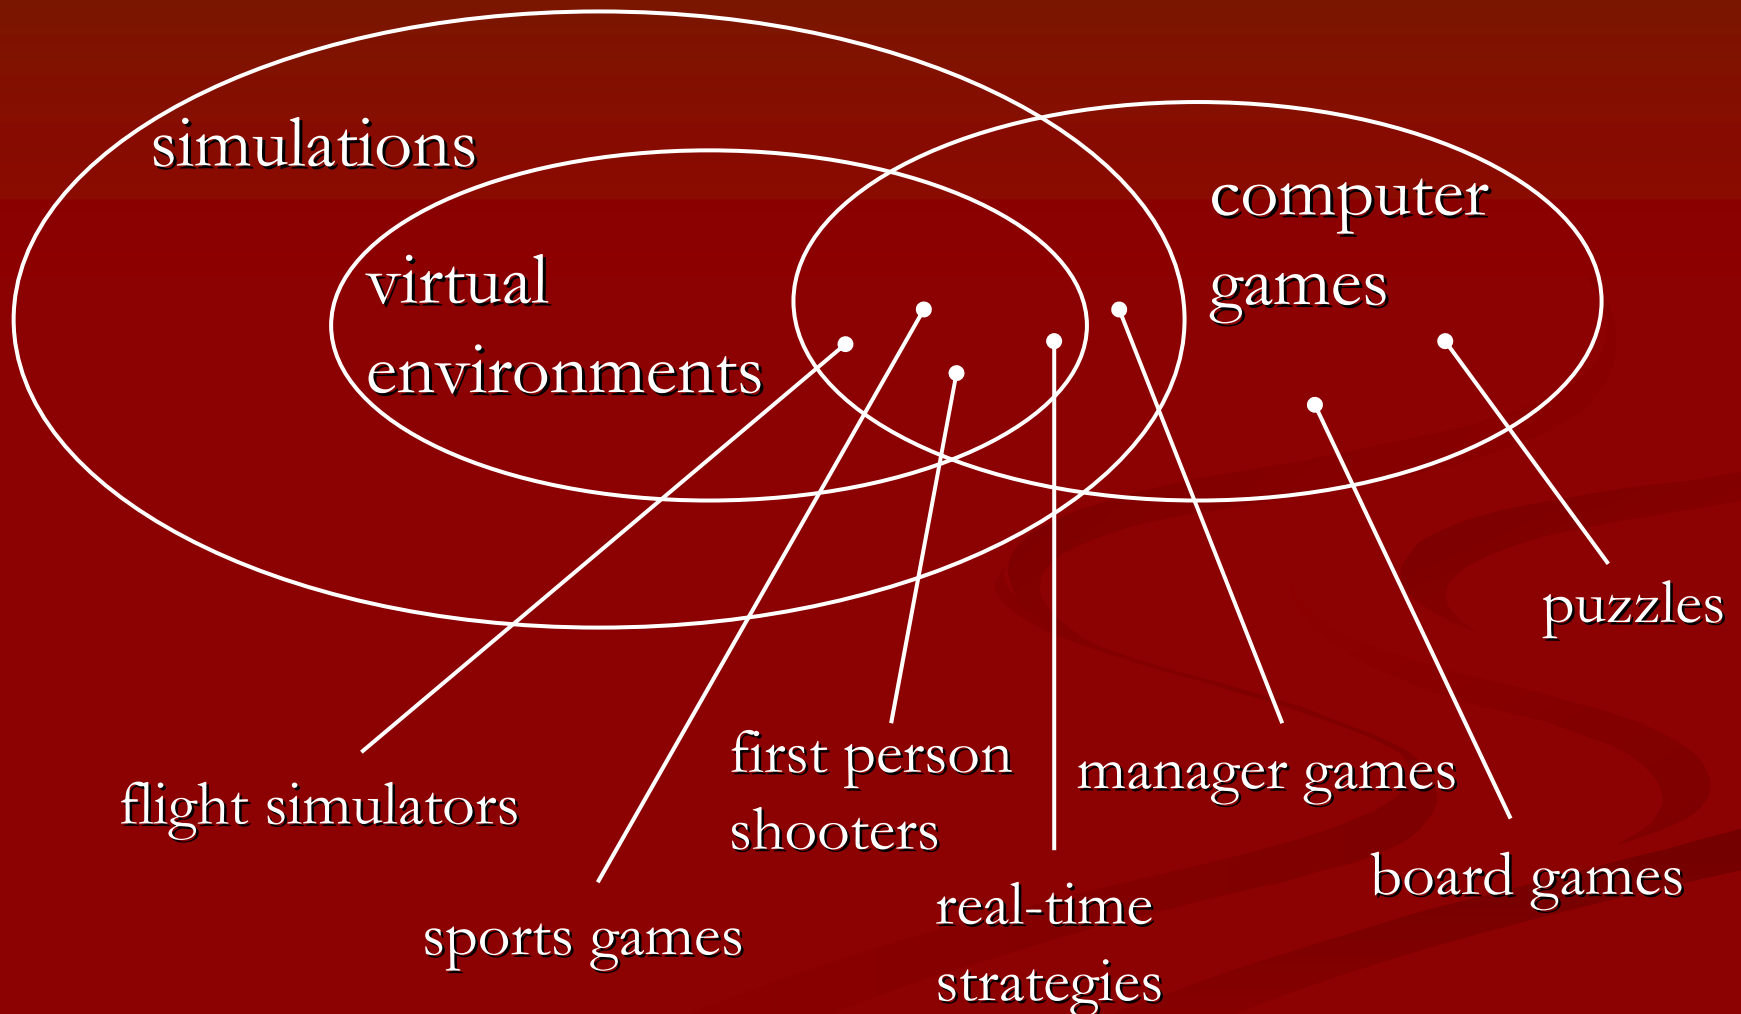 simulations
computer
games
virtual
environments
puzzles
first person
shooters
manager games
flight simulators
board games
real-time
strategies
sports games